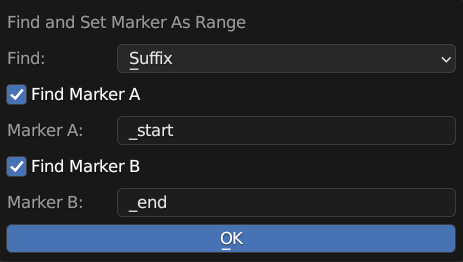 Find and Set Marker As Range
Find: Suffix
Find Marker A
Marker A: _start
Find Marker B
Marker B: _end
OK